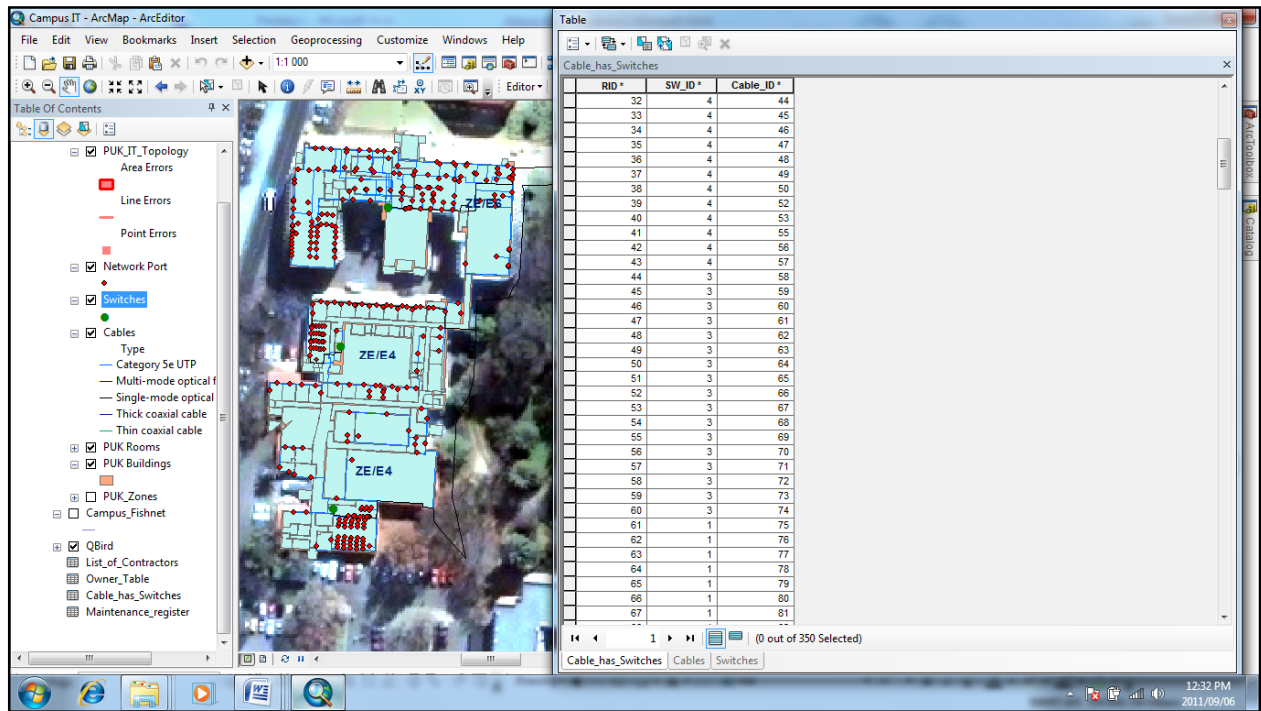 Campus IT - ArcMap - ArcEditor
File Edit View Bookmarks Insert Selection Geoprocessing Customize Windows Help
1:1 000
Editor
Table Of Contents
PUK_IT_Topology
Area Errors
Line Errors
Point Errors
Network Port
Switches
Cables
Type
Category 5e UTP
Multi-mode optical f
Single-mode optical
Thick coaxial cable
Thin coaxial cable
PUK Rooms
PUK Buildings
PUK_Zones
Campus_Fishnet
QBird
List_of_Contractors
Owner_Table
Cable_has_Switches
Maintenance_register
ZE/E6
ZE/E4
ZE/E4
Table
Cable_has_Switches
RID * SW_ID * Cable_ID *
32 4 44
33 4 45
34 4 46
35 4 47
36 4 48
37 4 49
38 4 50
39 4 52
40 4 53
41 4 55
42 4 56
43 4 57
44 3 58
45 3 59
46 3 60
47 3 61
48 3 62
49 3 63
50 3 64
51 3 65
52 3 66
53 3 67
54 3 68
55 3 69
56 3 70
57 3 71
58 3 72
59 3 73
60 3 74
61 1 75
62 1 76
63 1 77
64 1 78
65 1 79
66 1 80
67 1 81
1 (0 out of 350 Selected)
Cable_has_Switches Cables Switches
ArcToolbox
Catalog
12:32 PM
2011/09/06